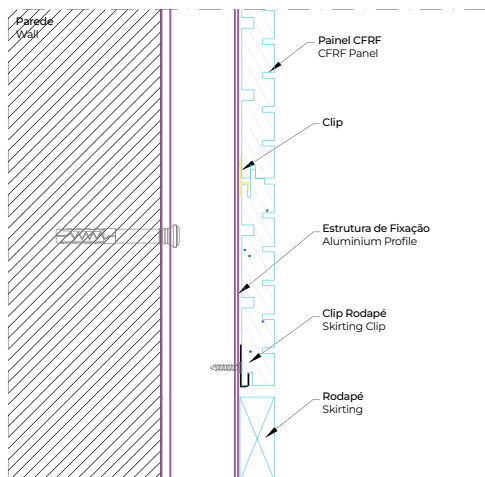 Parede
Wall
Painel CFRF
CFRF Panel
Clip
Estrutura de Fixação
Aluminium Profile
Clip Rodapé
Skirting Clip
Rodapé
Skirting